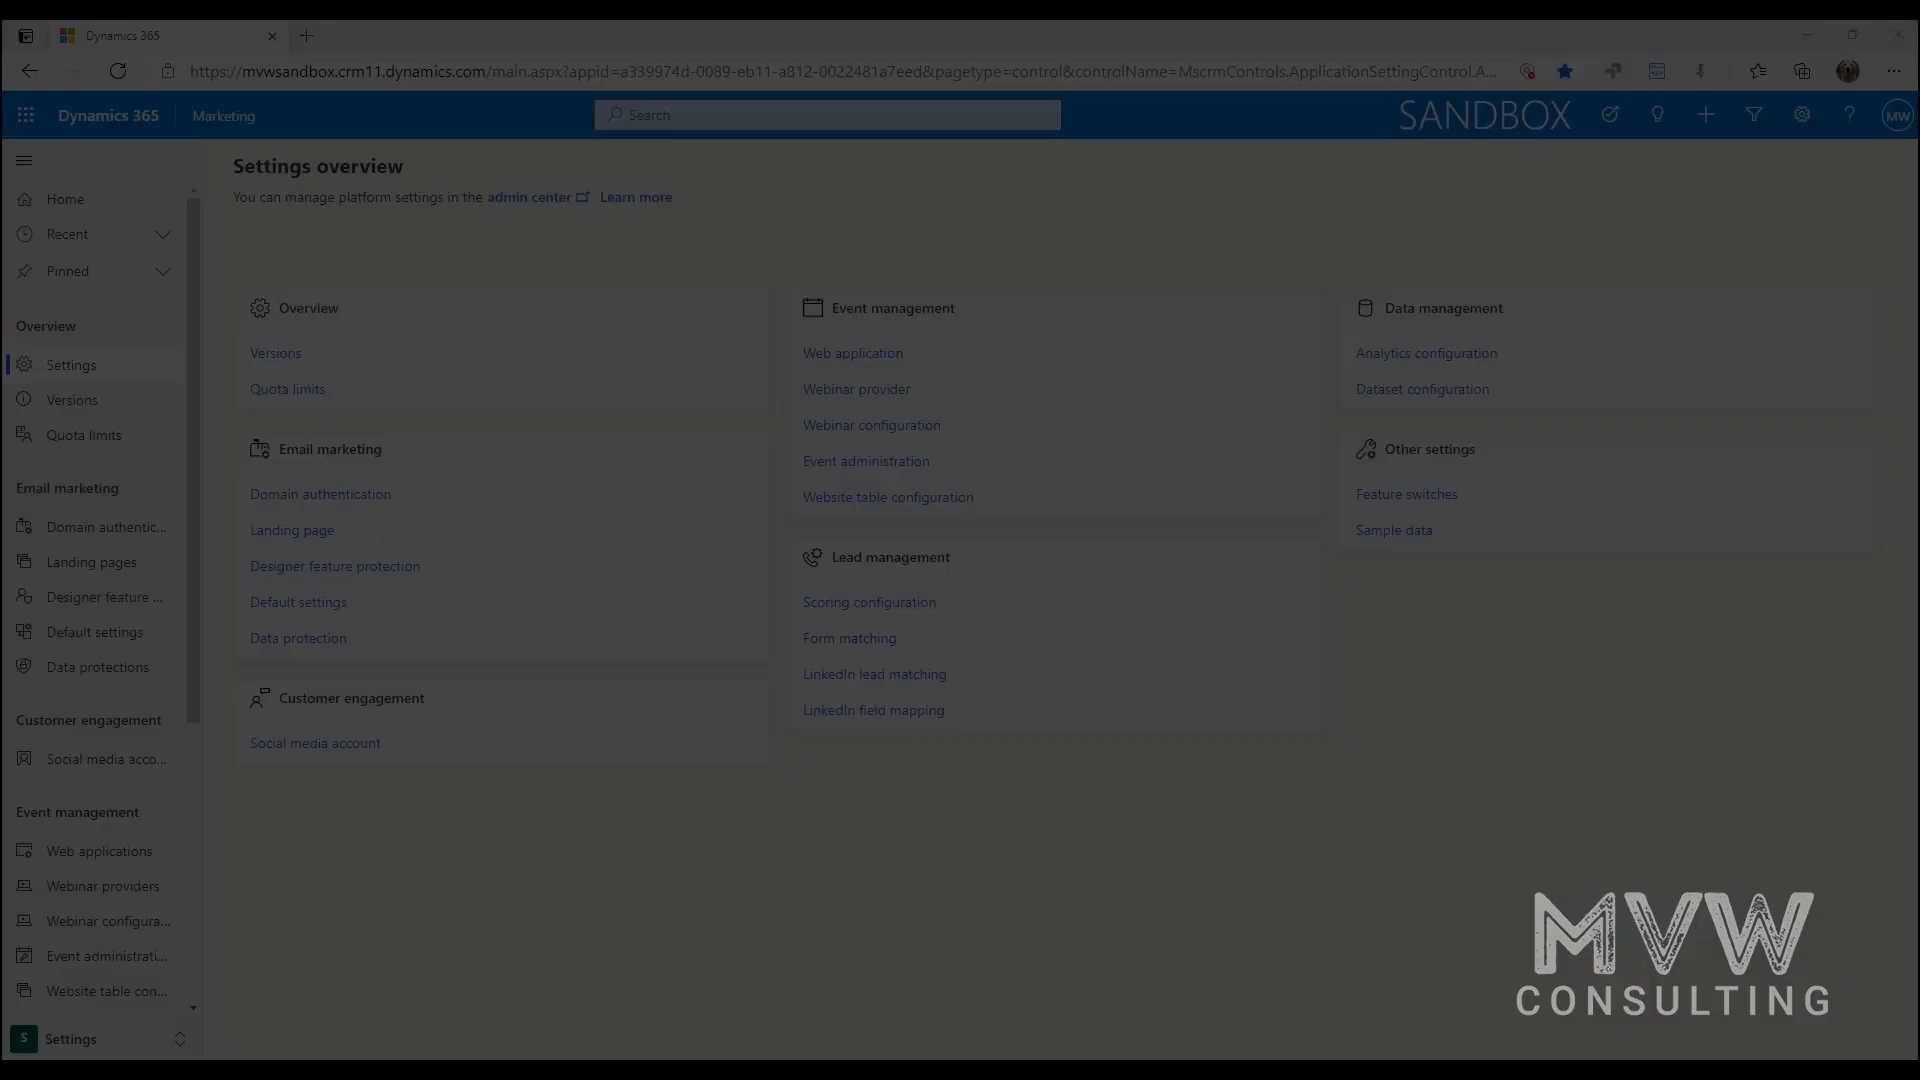 Dynamics 365
https://mvwsandbox.crm11.dynamics.com/main.aspx?appid=a339974d-0089-eb11-a812-0022481a7eed&pagetype=control&controlName=MscrmControls.ApplicationSettingControl.A...
Dynamics 365
Marketing
Search
SANDBOX
MW
Settings overview
You can manage platform settings in the admin center Learn more
Home
Recent
Pinned
Overview
Settings
Versions
Quota limits
Email marketing
Domain authentic...
Landing pages
Designer feature ...
Default settings
Data protections
Customer engagement
Social media acco...
Event management
Web applications
Webinar providers
Webinar configura...
Event administrati...
Website table con...
S
Settings
Overview
Versions
Quota limits
Email marketing
Domain authentication
Landing page
Designer feature protection
Default settings
Data protection
Customer engagement
Social media account
Event management
Web application
Webinar provider
Webinar configuration
Event administration
Website table configuration
Lead management
Scoring configuration
Form matching
LinkedIn lead matching
LinkedIn field mapping
Data management
Analytics configuration
Dataset configuration
Other settings
Feature switches
Sample data
MVW
CONSULTING